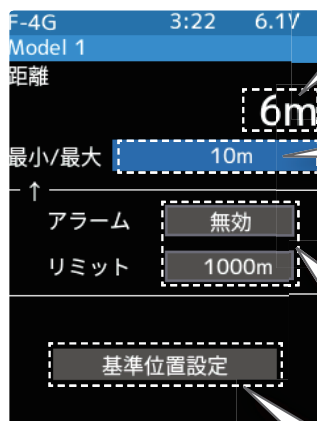 F-4G 3:22 6.1V
Model 1
距離
6m
最小/最大 10m
↑
アラーム 無効
リミット 1000m
基準位置設定